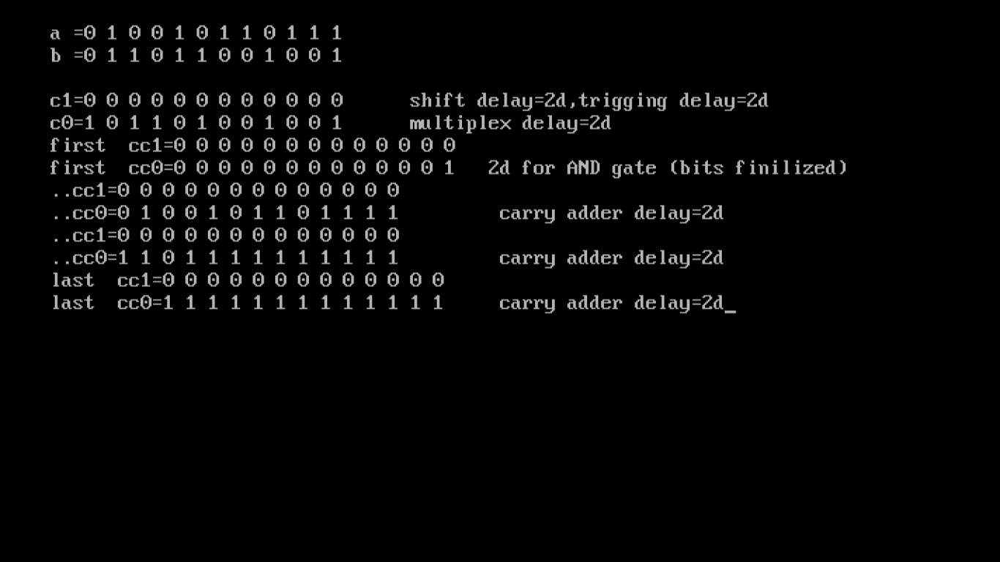 a =0 1 0 0 1 0 1 1 0 1 1 1
b =0 1 1 0 1 1 0 0 1 0 0 1
c1=0 0 0 0 0 0 0 0 0 0 0 0 shift delay=2d,trigging delay=2d
c0=1 0 1 1 0 1 0 0 1 0 0 1 multiplex delay=2d
first cc1=0 0 0 0 0 0 0 0 0 0 0 0 0
first cc0=0 0 0 0 0 0 0 0 0 0 0 0 1 2d for AND gate (bits finilized)
..cc1=0 0 0 0 0 0 0 0 0 0 0 0 0
..cc0=0 1 0 0 1 0 1 1 0 1 1 1 1 carry adder delay=2d
..cc1=0 0 0 0 0 0 0 0 0 0 0 0 0
..cc0=1 1 0 1 1 1 1 1 1 1 1 1 1 carry adder delay=2d
last cc1=0 0 0 0 0 0 0 0 0 0 0 0 0
last cc0=1 1 1 1 1 1 1 1 1 1 1 1 1 carry adder delay=2d_